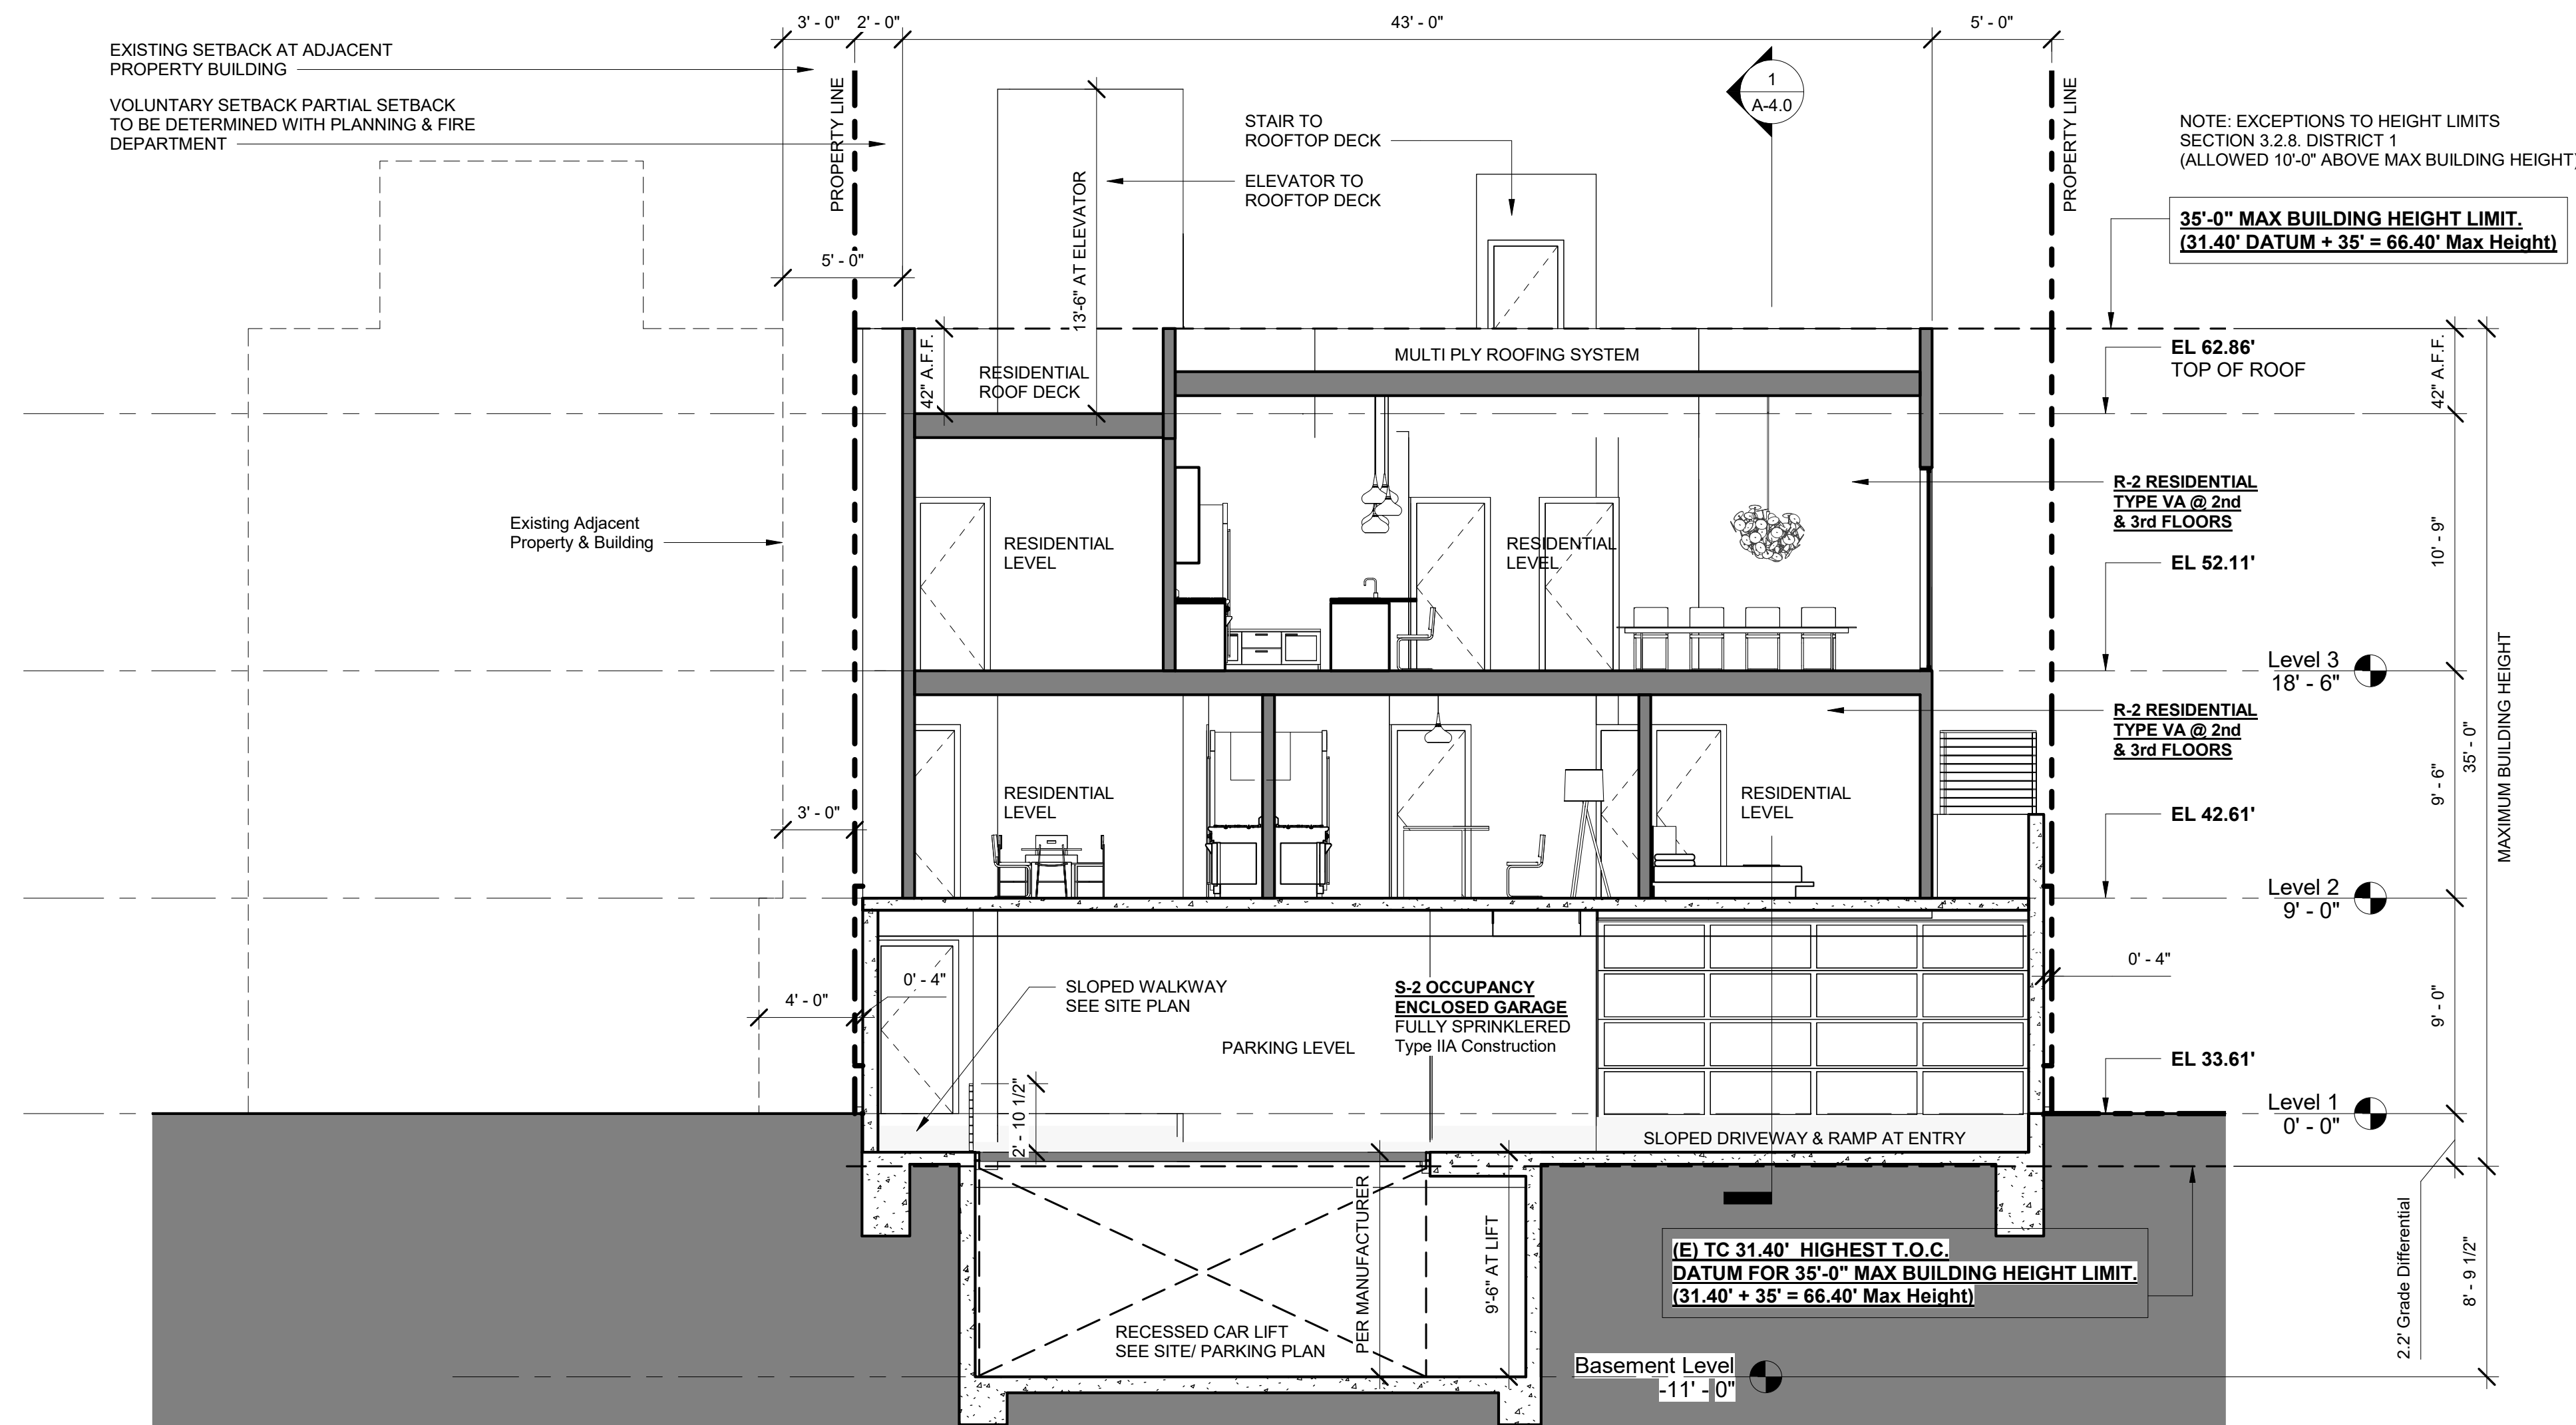 3' - 0"
2' - 0"
43' - 0"
5' - 0"
EXISTING SETBACK AT ADJACENT
PROPERTY BUILDING
VOLUNTARY SETBACK PARTIAL SETBACK
TO BE DETERMINED WITH PLANNING & FIRE
DEPARTMENT
PROPERTY LINE
STAIR TO
ROOFTOP DECK
ELEVATOR TO
ROOFTOP DECK
13'-6" AT ELEVATOR
1
A-4.0
PROPERTY LINE
NOTE: EXCEPTIONS TO HEIGHT LIMITS
SECTION 3.2.8. DISTRICT 1
(ALLOWED 10'-0" ABOVE MAX BUILDING HEIGHT)
35'-0" MAX BUILDING HEIGHT LIMIT.
(31.40' DATUM + 35' = 66.40' Max Height)
5' - 0"
42" A.F.F.
RESIDENTIAL
ROOF DECK
MULTI PLY ROOFING SYSTEM
EL 62.86'
TOP OF ROOF
42" A.F.F.
Existing Adjacent
Property & Building
RESIDENTIAL
LEVEL
RESIDENTIAL
LEVEL
R-2 RESIDENTIAL
TYPE VA @ 2nd
& 3rd FLOORS
10' - 9"
EL 52.11'
Level 3
18' - 6"
R-2 RESIDENTIAL
TYPE VA @ 2nd
& 3rd FLOORS
35' - 0"
MAXIMUM BUILDING HEIGHT
3' - 0"
RESIDENTIAL
LEVEL
RESIDENTIAL
LEVEL
9' - 6"
EL 42.61'
Level 2
9' - 0"
4' - 0"
0' - 4"
SLOPED WALKWAY
SEE SITE PLAN
PARKING LEVEL
S-2 OCCUPANCY
ENCLOSED GARAGE
FULLY SPRINKLERED
Type IIA Construction
0' - 4"
9' - 0"
EL 33.61'
Level 1
0' - 0"
2' - 10 1/2"
SLOPED DRIVEWAY & RAMP AT ENTRY
PER MANUFACTURER
9'-6" AT LIFT
(E) TC 31.40' HIGHEST T.O.C.
DATUM FOR 35'-0" MAX BUILDING HEIGHT LIMIT.
(31.40' + 35' = 66.40' Max Height)
2.2' Grade Differential
8' - 9 1/2"
RECESSED CAR LIFT
SEE SITE/ PARKING PLAN
Basement Level
-11' - 0"